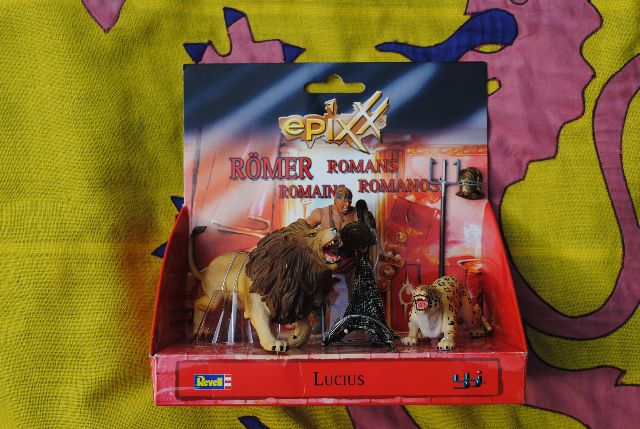 epixx
RÖMER ROMANS
ROMAINS ROMANOS
Revell Lucius